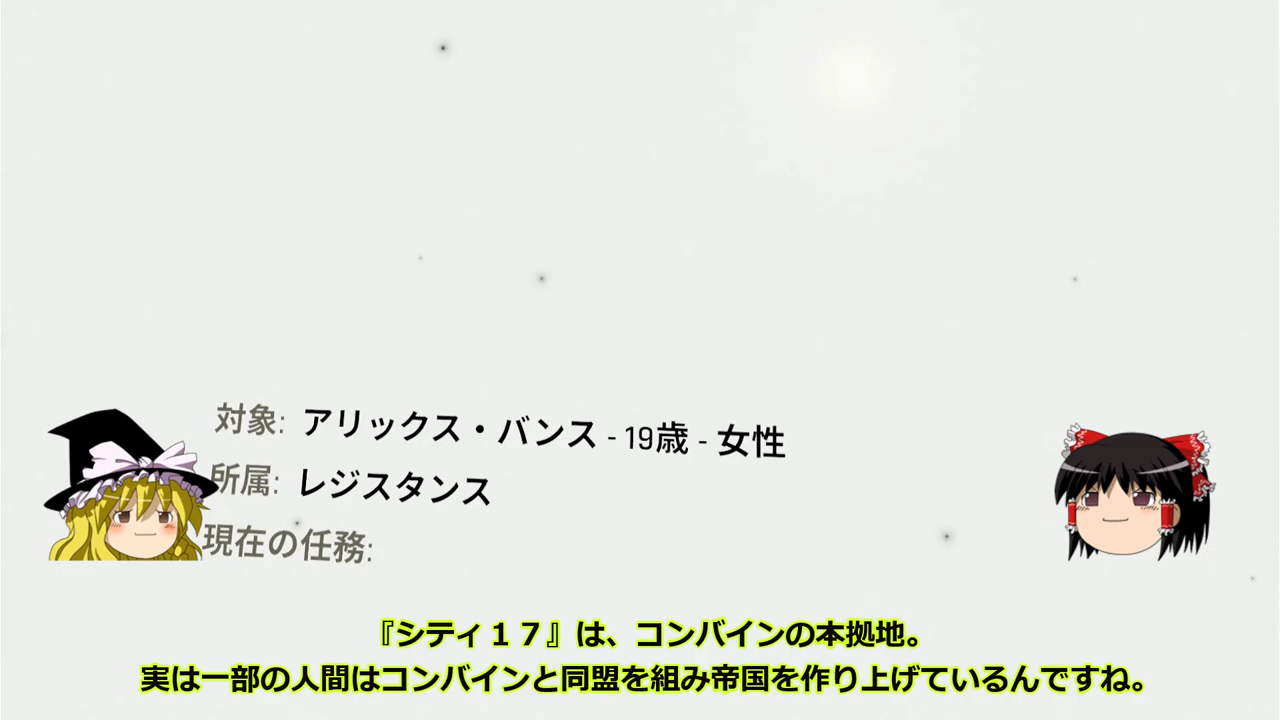 対象: アリックス・バンス - 19歳 - 女性
所属: レジスタンス
現在の任務:
『シティ１７』は、コンバインの本拠地。
実は一部の人間はコンバインと同盟を組み帝国を作り上げているんですね。